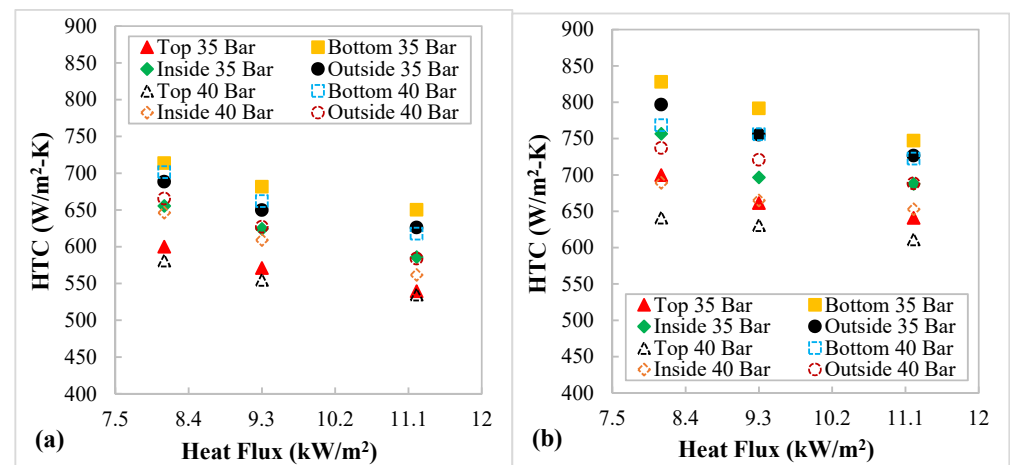 900
850
800
750
700
650
600
550
500
450
400
HTC (W/m²-K)
Top 35 Bar
Bottom 35 Bar
Inside 35 Bar
Outside 35 Bar
Top 40 Bar
Bottom 40 Bar
Inside 40 Bar
Outside 40 Bar
7.5 8.4 9.3 10.2 11.1 12
(a)
Heat Flux (kW/m²)
900
850
800
750
700
650
600
550
500
450
400
HTC (W/m²-K)
Top 35 Bar
Bottom 35 Bar
Inside 35 Bar
Outside 35 Bar
Top 40 Bar
Bottom 40 Bar
Inside 40 Bar
Outside 40 Bar
7.5 8.4 9.3 10.2 11.1 12
(b)
Heat Flux (kW/m²)